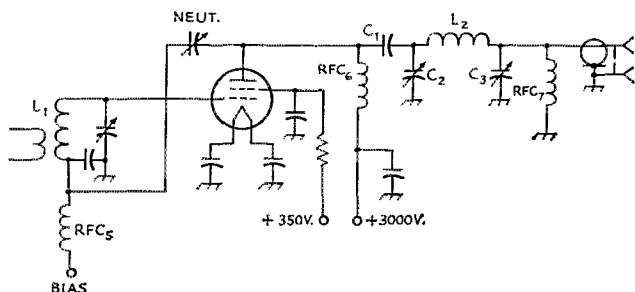 NEUT.
C1
L2
L1
RFC6
C2
C3
RFC7
RFC5
+350V.
+3000V.
BIAS